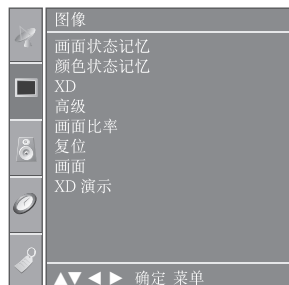 图像
画面状态记忆
颜色状态记忆
XD
高级
画面比率
复位
画面
XD 演示
▲▼◀▶ 确定 菜单